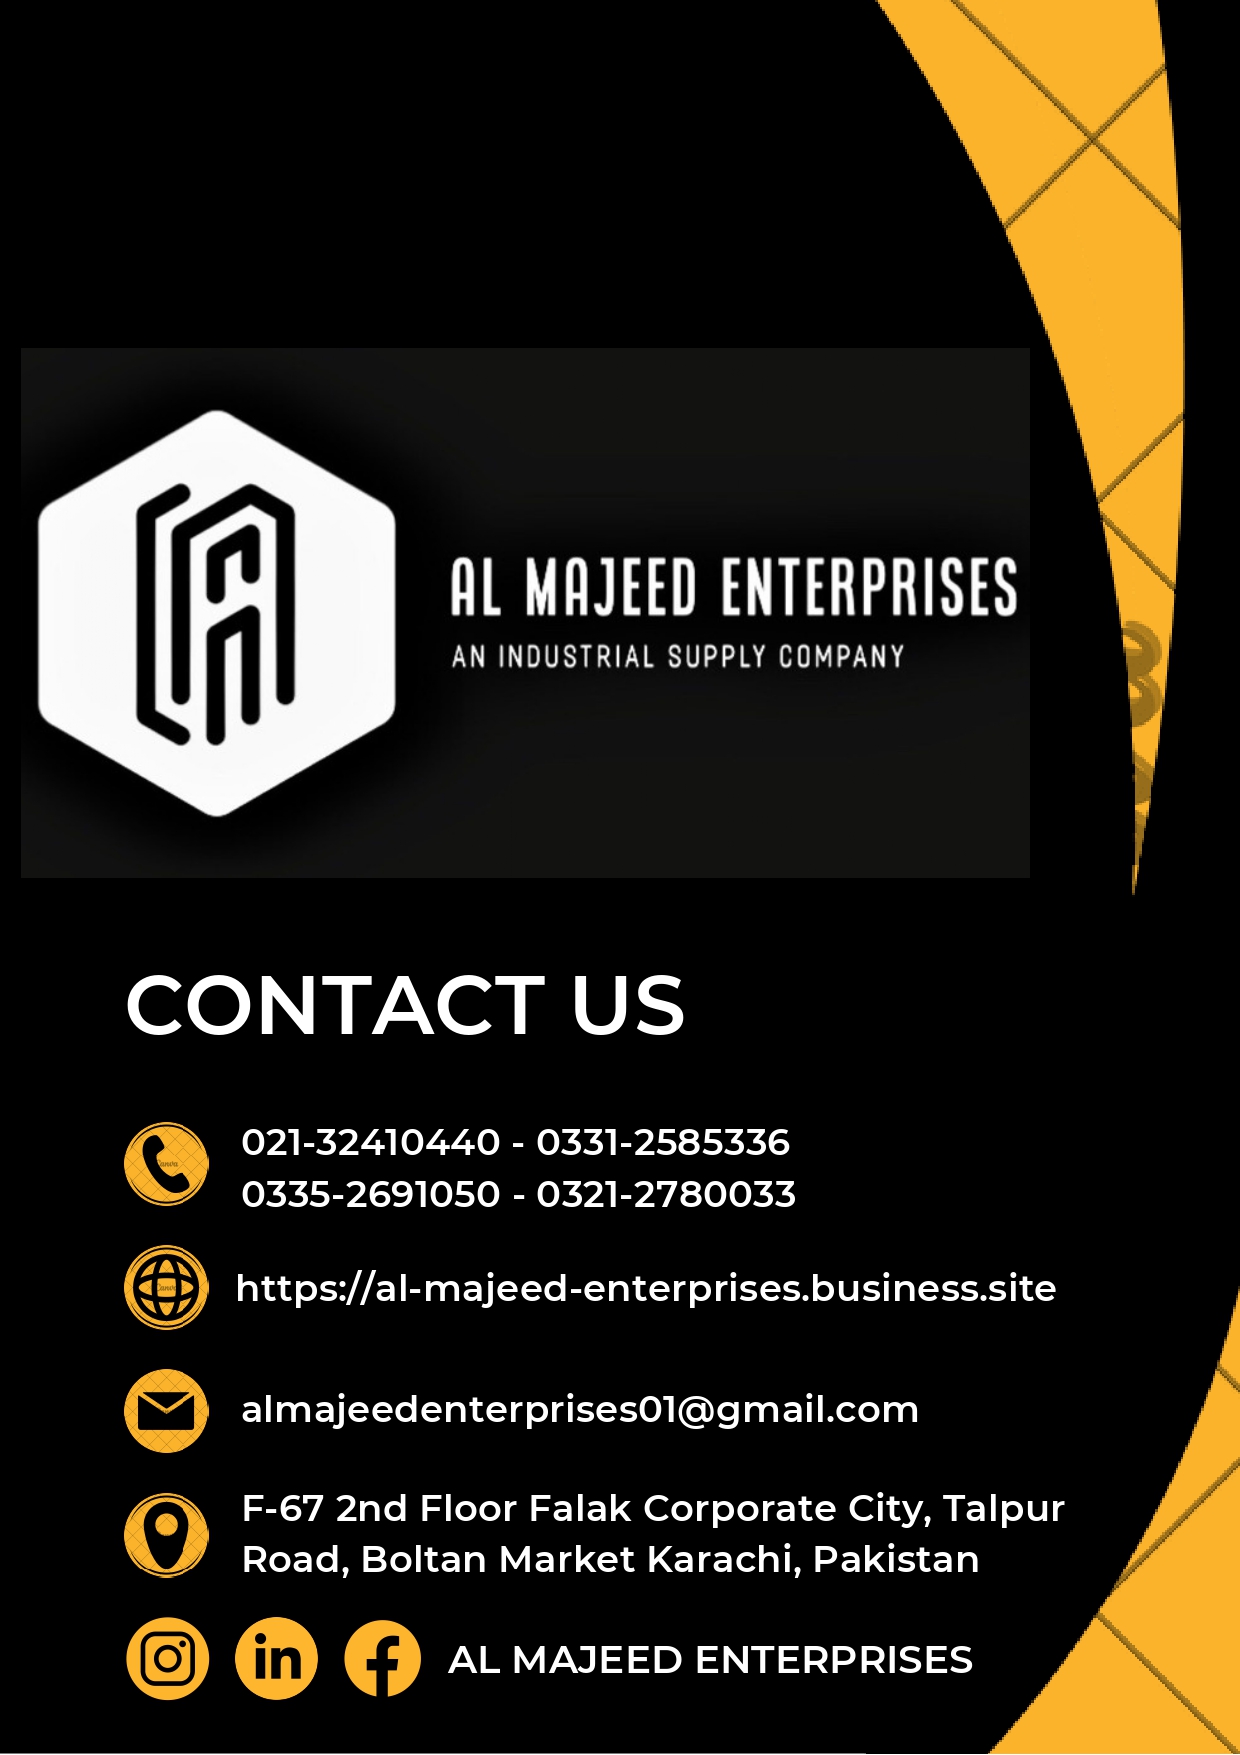 AL MAJEED ENTERPRISES
AN INDUSTRIAL SUPPLY COMPANY
CONTACT US
021-32410440 - 0331-2585336
0335-2691050 - 0321-2780033
https://al-majeed-enterprises.business.site
almajeedenterprises01@gmail.com
F-67 2nd Floor Falak Corporate City, Talpur
Road, Boltan Market Karachi, Pakistan
AL MAJEED ENTERPRISES